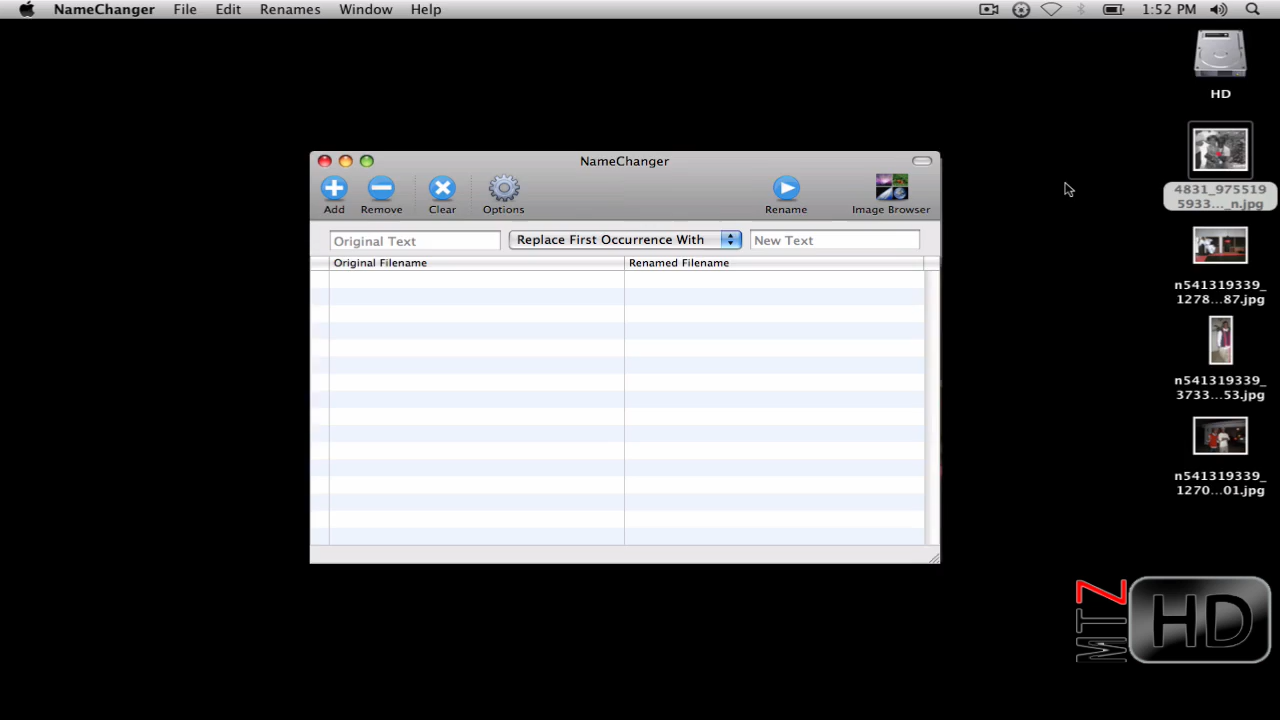 NameChanger File Edit Renames Window Help 1:52 PM
HD
4831_975519
5933..._n.jpg
n541319339_
1278...87.jpg
n541319339_
3733...53.jpg
n541319339_
1270...01.jpg
NameChanger
Add Remove Clear Options Rename Image Browser
Original Text Replace First Occurrence With New Text
Original Filename Renamed Filename
MTZ HD